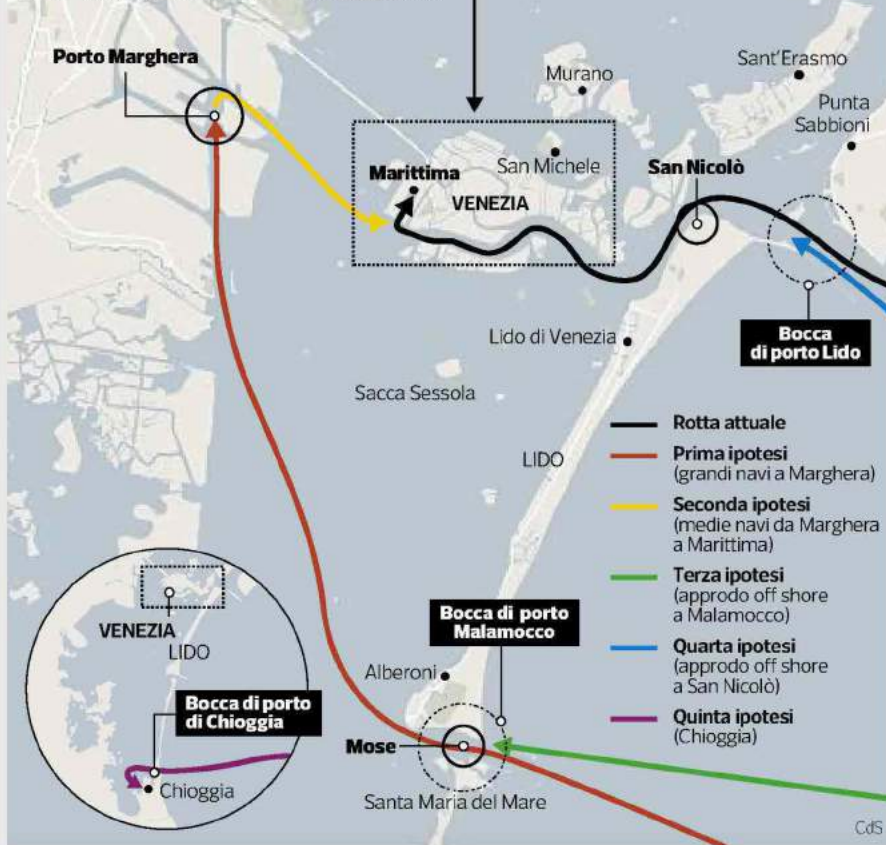 Porto Marghera
Murano
Sant'Erasmo
Punta
Sabbioni
Marittima
San Michele
VENEZIA
San Nicolò
Bocca
di porto Lido
Lido di Venezia
Sacca Sessola
LIDO
Rotta attuale
Prima ipotesi
(grandi navi a Marghera)
Seconda ipotesi
(medie navi da Marghera
a Marittima)
Terza ipotesi
(approdo off shore
a Malamocco)
Quarta ipotesi
(approdo off shore
a San Nicolò)
Quinta ipotesi
(Chioggia)
Bocca di porto
Malamocco
Alberoni
Mose
Santa Maria del Mare
VENEZIA
LIDO
Bocca di porto
di Chioggia
Chioggia
CdS